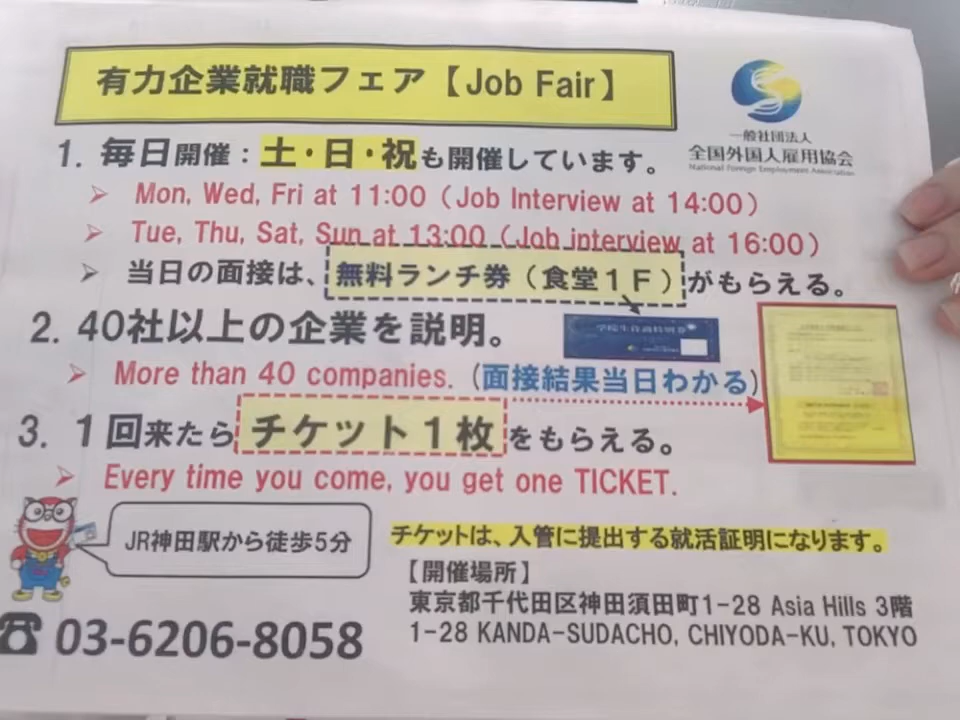 有力企業就職フェア【Job Fair】
一般社団法人
全国外国人雇用協会
National Foreign Employment Association
1. 毎日開催：土・日・祝も開催しています。
➢ Mon, Wed, Fri at 11:00（Job Interview at 14:00）
➢ Tue, Thu, Sat, Sun at 13:00（Job interview at 16:00）
➢ 当日の面接は、無料ランチ券（食堂１Ｆ）がもらえる。
2. 40社以上の企業を説明。
➢ More than 40 companies.（面接結果当日わかる）
3. 1回来たらチケット１枚をもらえる。
➢ Every time you come, you get one TICKET.
JR神田駅から徒歩5分
チケットは、入管に提出する就活証明になります。
【開催場所】
東京都千代田区神田須田町1-28 Asia Hills 3階
1-28 KANDA-SUDACHO, CHIYODA-KU, TOKYO
☎ 03-6206-8058